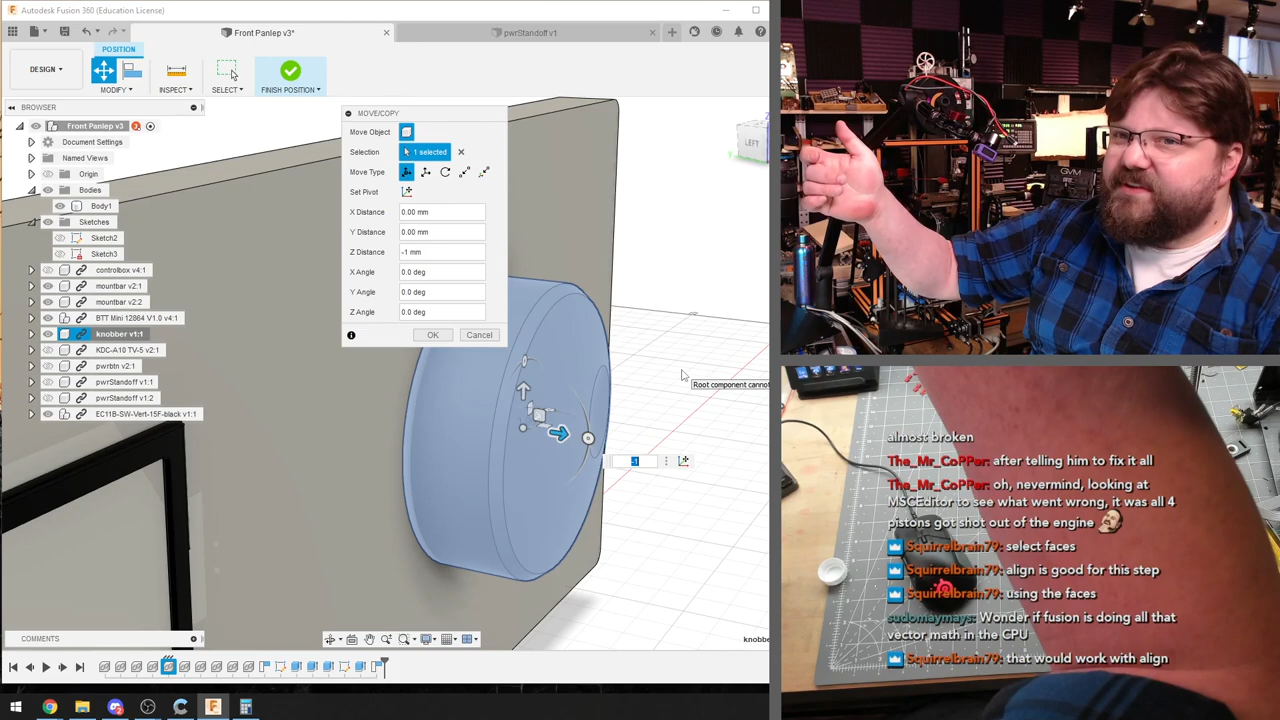 Autodesk Fusion 360 (Education License)
Front Panlep v3*
pwrStandoff v1
POSITION
DESIGN
MODIFY
INSPECT
SELECT
FINISH POSITION
BROWSER
Front Panlep v3
Document Settings
Named Views
Origin
Bodies
Body1
Sketches
Sketch2
Sketch3
controlbox v4:1
mountbar v2:1
mountbar v2:2
BTT Mini 12864 V1.0 v4:1
knobber v1:1
KDC-A10 TV-5 v2:1
pwrbtn v2:1
pwrStandoff v1:1
pwrStandoff v1:2
EC11B-SW-Vert-15F-black v1:1
MOVE/COPY
Move Object
Selection
1 selected
Move Type
Set Pivot
X Distance
0.00 mm
Y Distance
0.00 mm
Z Distance
-1 mm
X Angle
0.0 deg
Y Angle
0.0 deg
Z Angle
0.0 deg
OK
Cancel
LEFT
Root component cannot
-1
knobbe
COMMENTS
GVM
almost broken
The_Mr_CoPPer: after telling him to fix it all
The_Mr_CoPPer: oh, nevermind, looking at
MSCEditor to see what went wrong, it was all 4
pistons got shot out of the engine
Squirrelbrain79: select faces
Squirrelbrain79: align is good for this step
Squirrelbrain79: using the faces
sudomaymays: Wonder if fusion is doing all that
vector math in the CPU
Squirrelbrain79: that would work with align